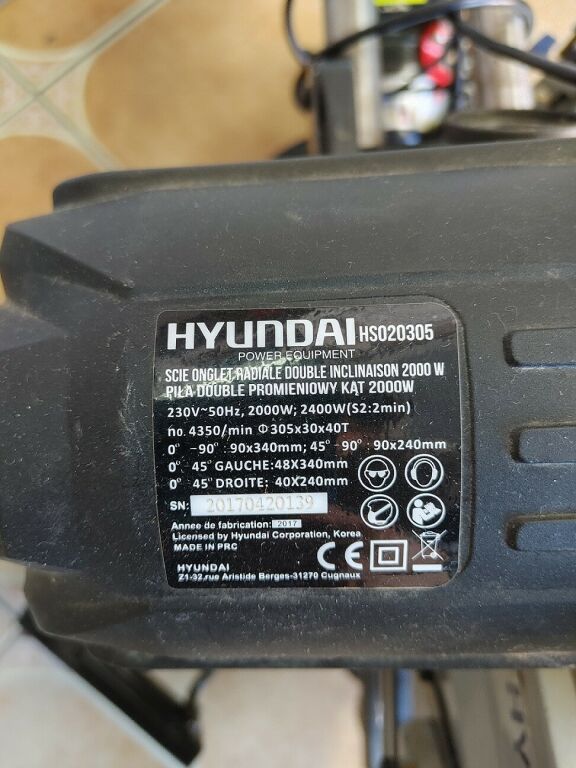 HYUNDAI HS020305
POWER EQUIPMENT
SCIE ONGLET RADIALE DOUBLE INCLINAISON 2000 W
PIŁA DOUBLE PROMIENIOWY KĄT 2000W
230V~50Hz, 2000W; 2400W(S2:2min)
no. 4350/min Φ305x30x40T
0° -90°: 90x340mm; 45° -90°: 90x240mm
0° 45° GAUCHE: 48X340mm
0° 45° DROITE: 40X240mm
SN: 20170420139
Annee de fabrication: 2017
Licensed by Hyundai Corporation, Korea
MADE IN PRC
CE
HYUNDAI
Z1-32,rue Aristide Berges-31270 Cugnaux